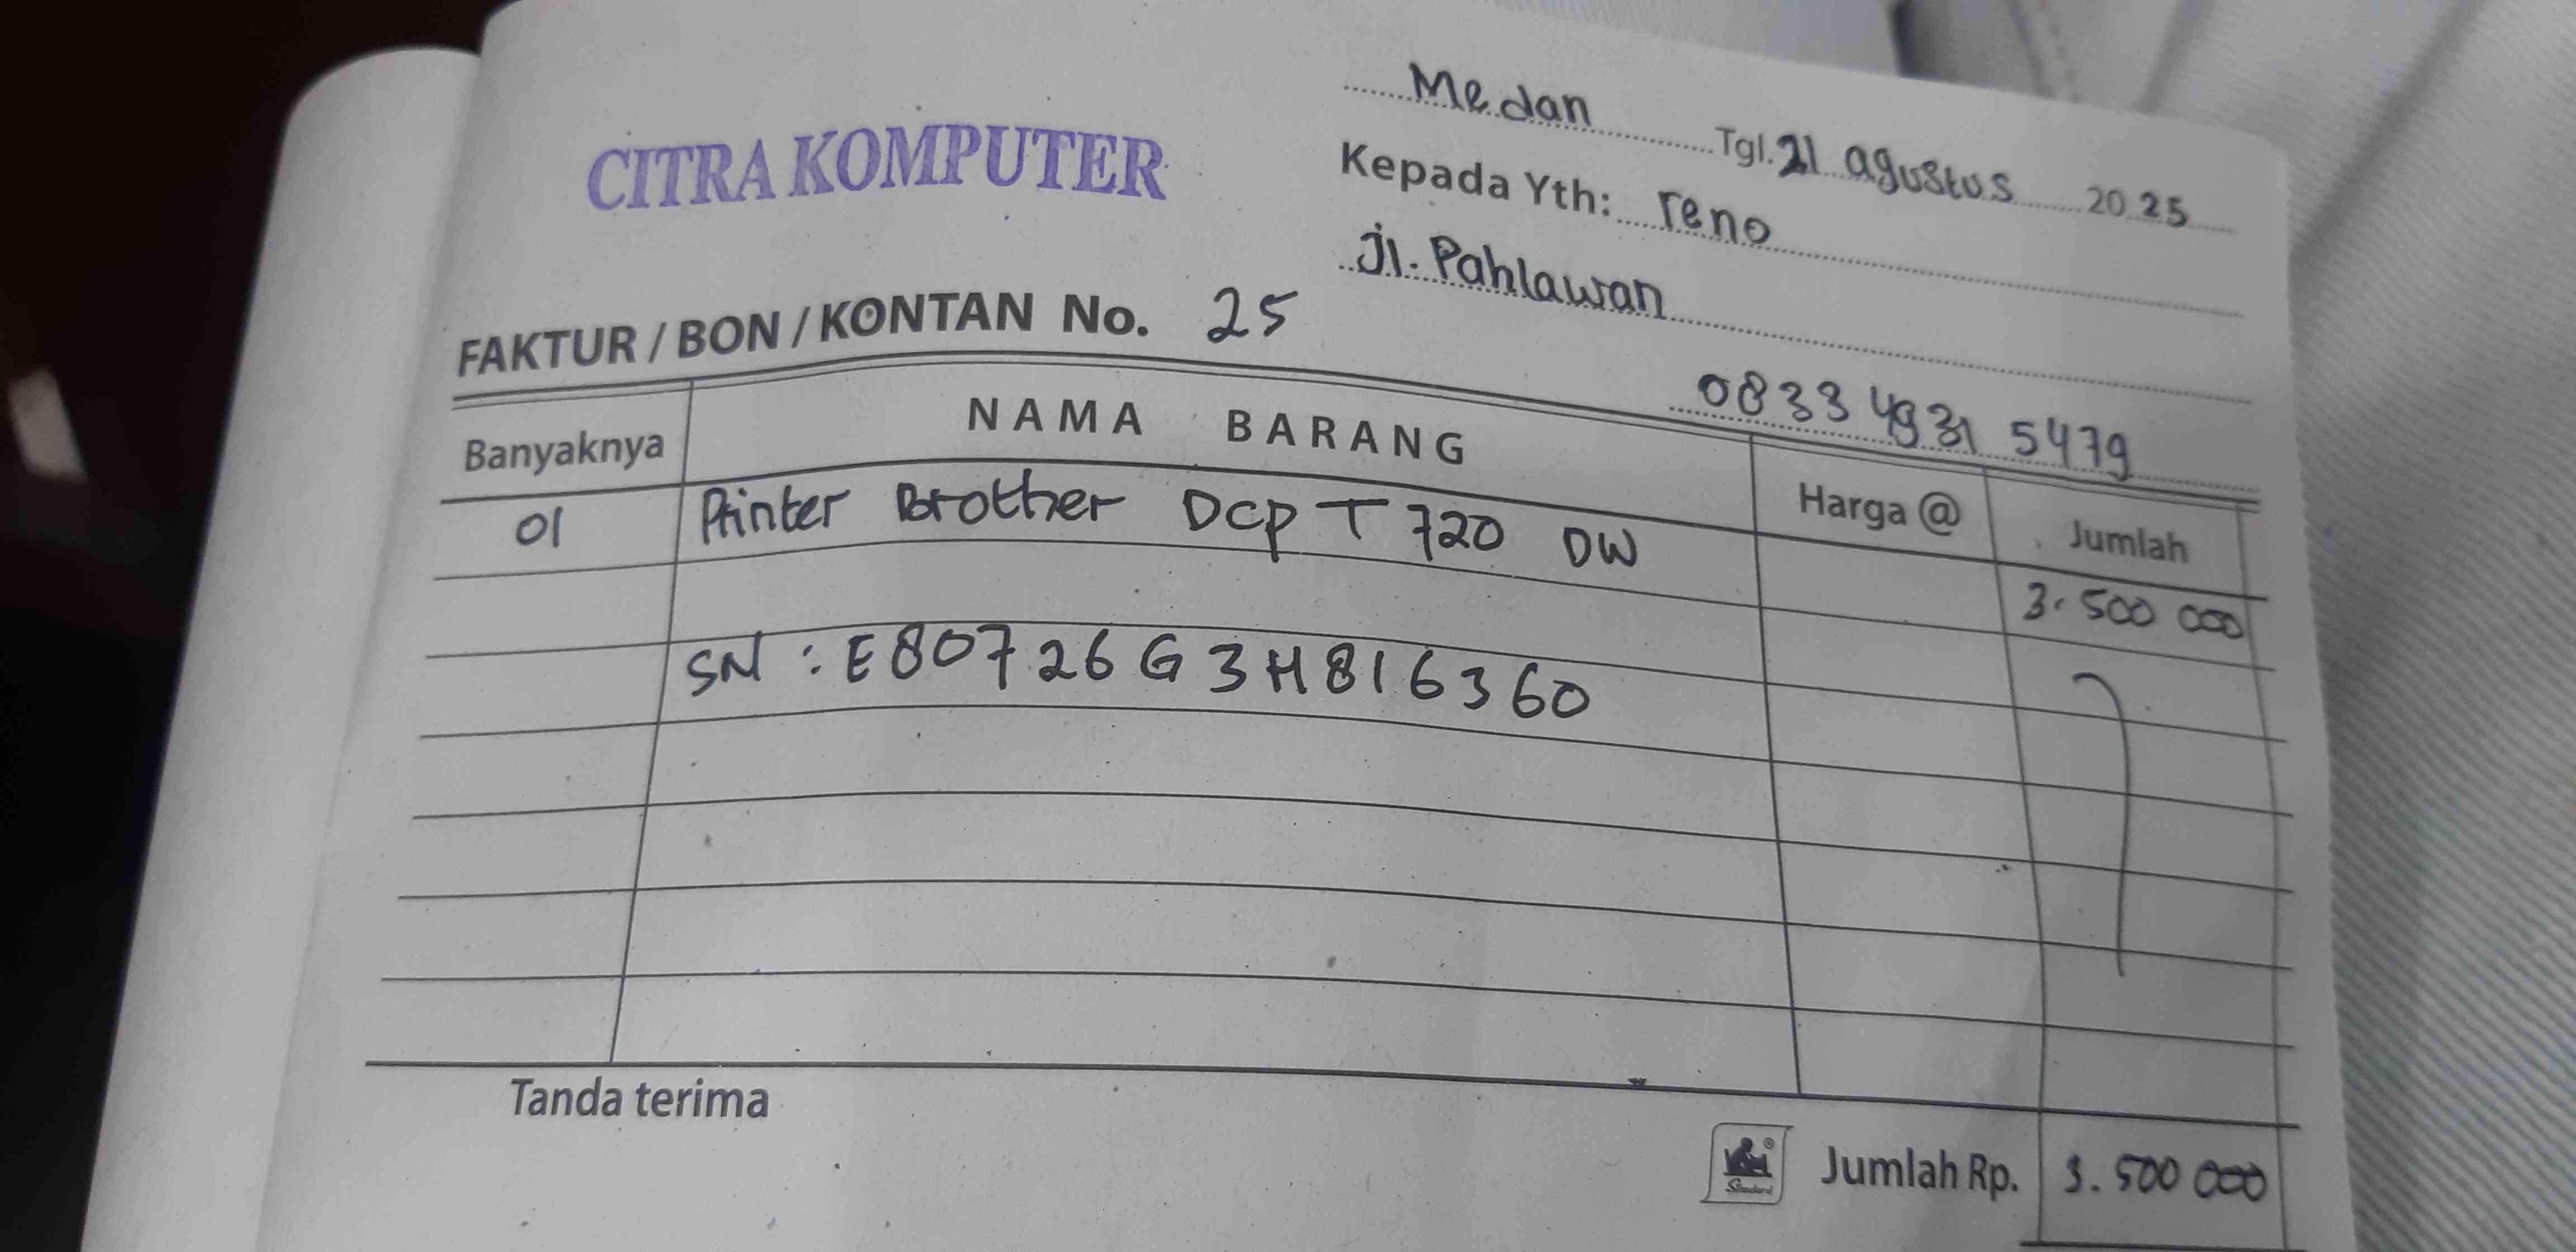 CITRA KOMPUTER
Medan Tgl. 21 agustus 2025
Kepada Yth: reno
Jl. Pahlawan
0833 4931 5479
FAKTUR / BON / KONTAN No. 25
Banyaknya NAMA BARANG Harga @ Jumlah
01 Printer Brother Dcp T 720 DW 3.500 000
SN : E80726G3H816360
Tanda terima
Standard
Jumlah Rp. 3.500 000